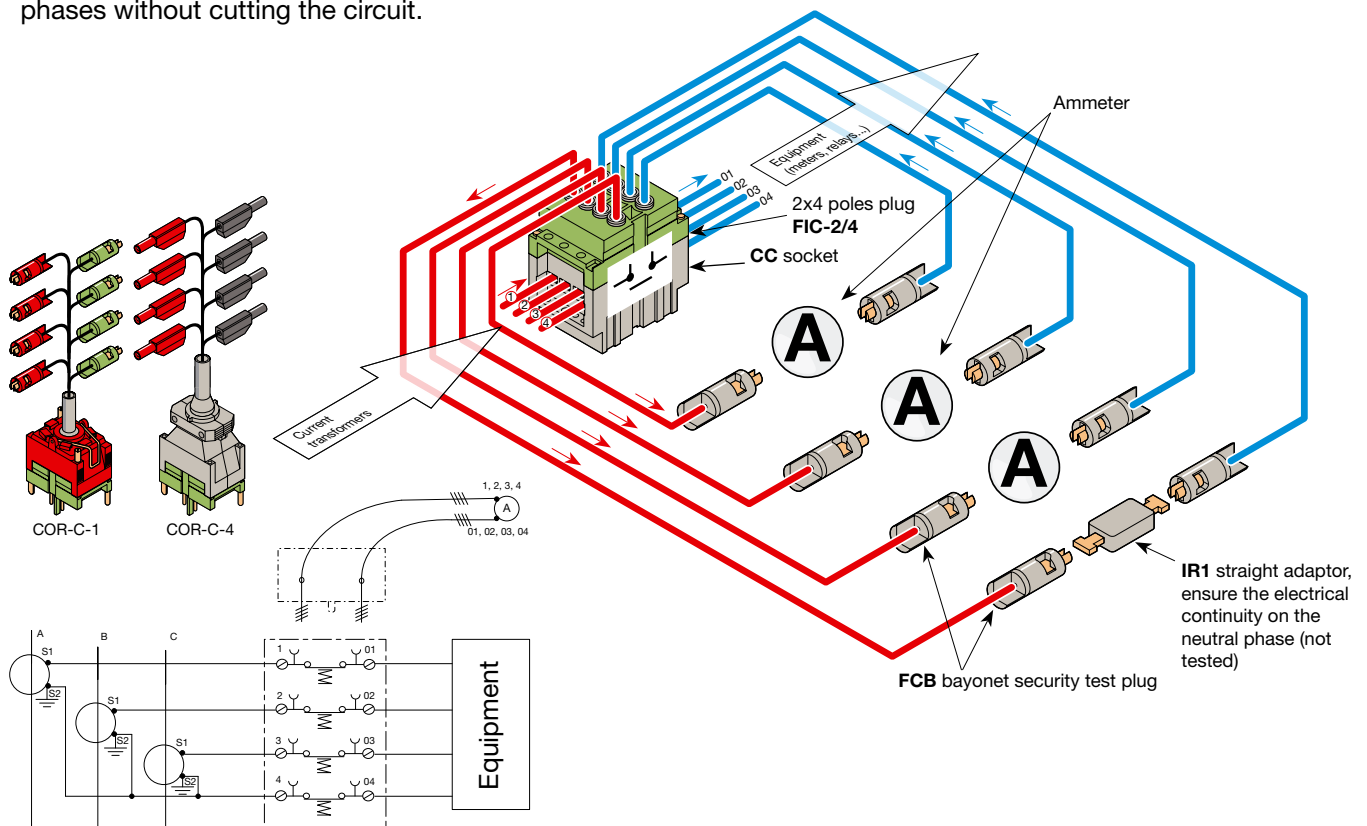 phases without cutting the circuit.
Ammeter
Equipment
(meters, relays...)
01
02
03
04
2x4 poles plug
FIC-2/4
CC socket
1
2
3
4
A
A
A
Current
transformers
COR-C-1
COR-C-4
1, 2, 3, 4
A
01, 02, 03, 04
IR1 straight adaptor,
ensure the electrical
continuity on the
neutral phase (not
tested)
FCB bayonet security test plug
A
B
C
S1
S2
S1
S2
S1
S2
1
01
2
02
3
03
4
04
Equipment